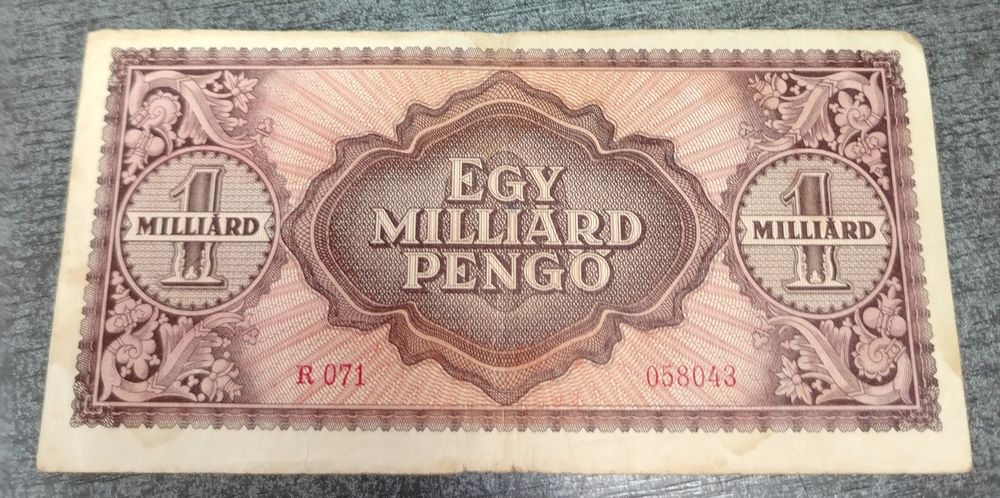 EGY
MILLIÁRD
PENGŐ
1
MILLIÁRD
1
MILLIÁRD
R 071
058043